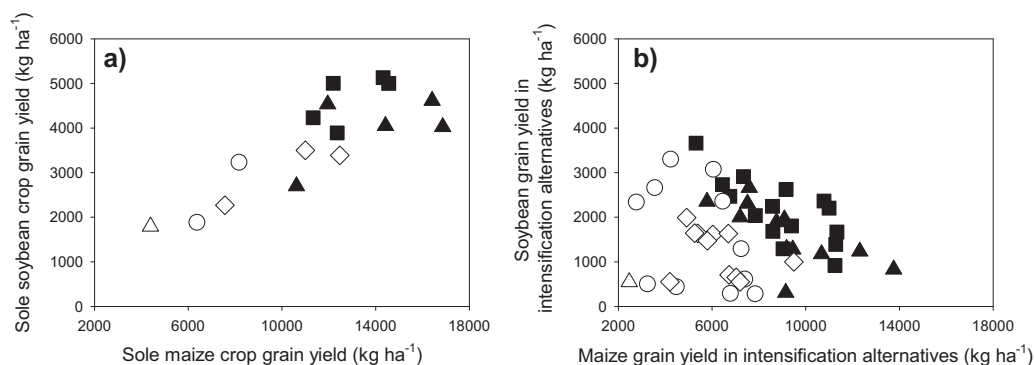 a)
Sole soybean crop grain yield (kg ha⁻¹)
6000
5000
4000
3000
2000
1000
0
2000 6000 10000 14000 18000
Sole maize crop grain yield (kg ha⁻¹)
b)
Soybean grain yield in
intensification alternatives (kg ha⁻¹)
6000
5000
4000
3000
2000
1000
0
2000 6000 10000 14000 18000
Maize grain yield in intensification alternatives (kg ha⁻¹)